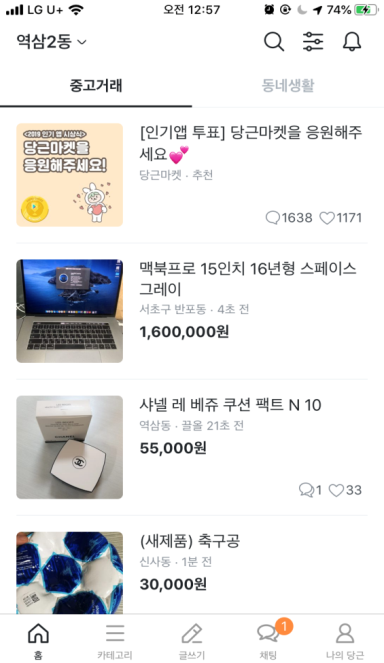 LG U+ 오전 12:57 74%
역삼2동
중고거래 동네생활
<2019 인기 앱 시상식>
당근마켓을
응원해주세요!
[인기앱 투표] 당근마켓을 응원해주
세요💕
당근마켓 · 추천
1638 1171
맥북프로 15인치 16년형 스페이스
그레이
서초구 반포동 · 4초 전
1,600,000원
샤넬 레 베쥬 쿠션 팩트 N 10
역삼동 · 끌올 21초 전
55,000원
1 33
(새제품) 축구공
신사동 · 1분 전
30,000원
1
홈 카테고리 글쓰기 채팅 나의 당근